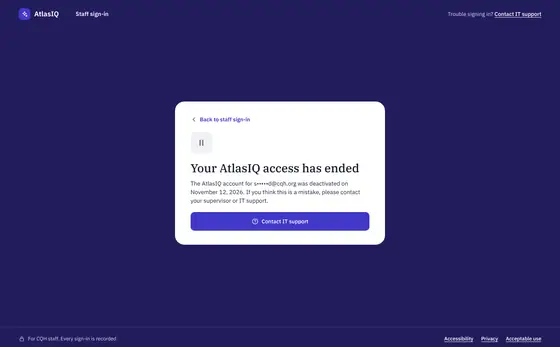 AtlasIQ
Staff sign-in
Trouble signing in? Contact IT support
Back to staff sign-in
Your AtlasIQ access has ended
The AtlasIQ account for s•••••d@cqh.org was deactivated on
November 12, 2026. If you think this is a mistake, please contact
your supervisor or IT support.
Contact IT support
For CQH staff. Every sign-in is recorded
Accessibility
Privacy
Acceptable use